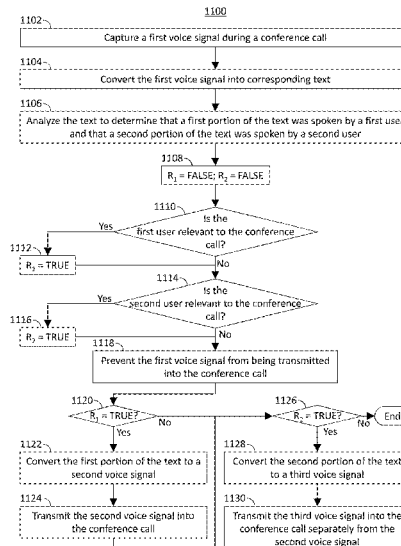 1100
1102
Capture a first voice signal during a conference call
1104
Convert the first voice signal into corresponding text
1106
Analyze the text to determine that a first portion of the text was spoken by a first use
and that a second portion of the text was spoken by a second user
1108
R₁ = FALSE; R₂ = FALSE
1110
Is the
first user relevant to the conference
call?
Yes
1112
R₁ = TRUE
No
1114
Is the
second user relevant to the conference
call?
Yes
1116
R₂ = TRUE
No
1118
Prevent the first voice signal from being transmitted
into the conference call
1120
R₁ = TRUE?
No
Yes
1126
R₂ = TRUE?
No
End
Yes
1122
Convert the first portion of the text to a
second voice signal
1128
Convert the second portion of the text
to a third voice signal
1124
Transmit the second voice signal into
the conference call
1130
Transmit the third voice signal into the
conference call separately from the
second voice signal